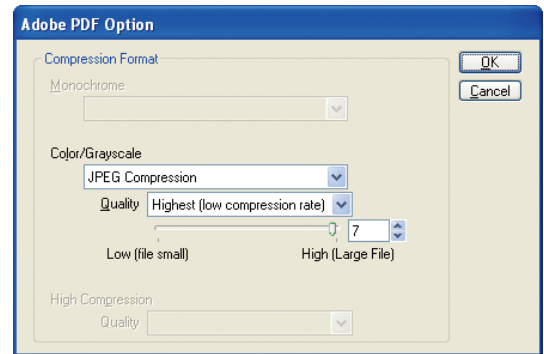 Adobe PDF Option
Compression Format
OK
Monochrome
Cancel
Color/Grayscale
JPEG Compression
Quality Highest (low compression rate)
7
Low (file small) High (Large File)
High Compression
Quality